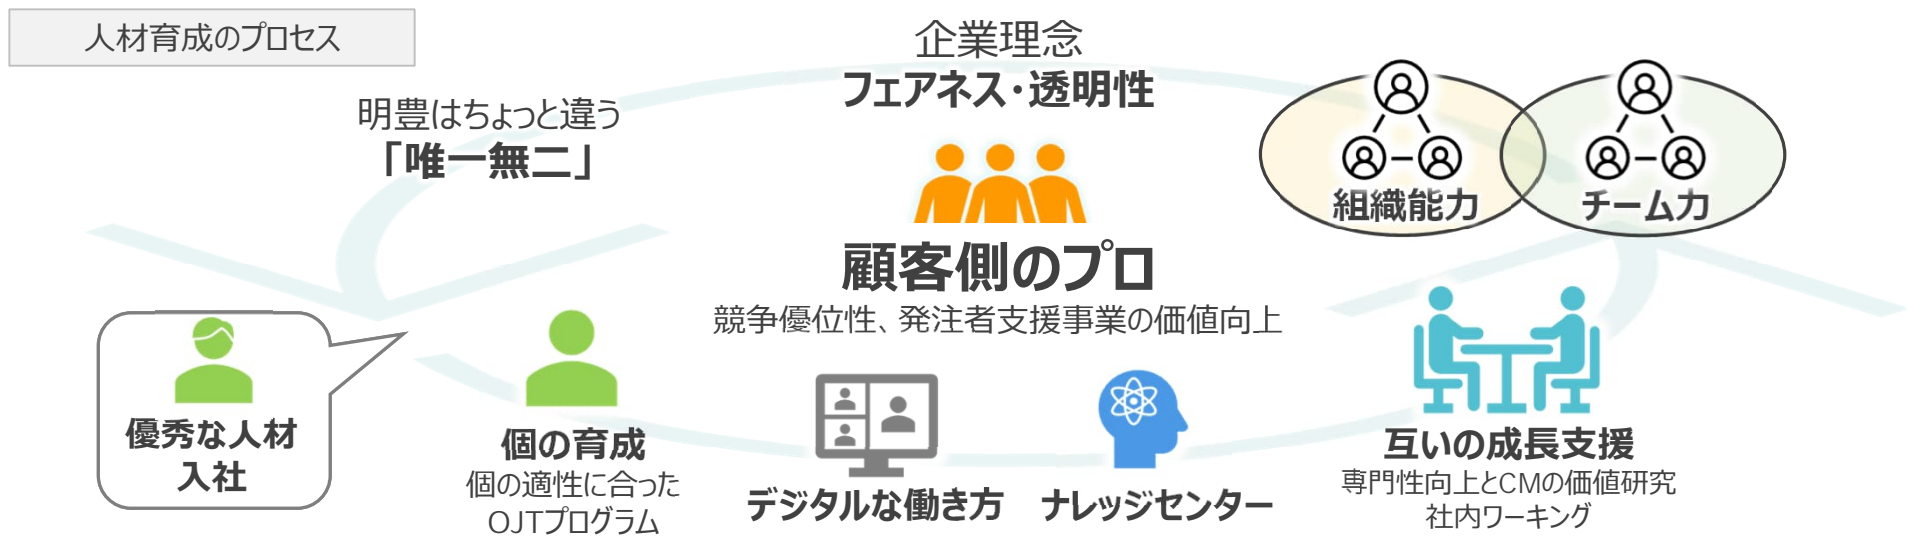 人材育成のプロセス
企業理念
フェアネス・透明性
明豊はちょっと違う
「唯一無二」
組織能力
チーム力
顧客側のプロ
競争優位性、発注者支援事業の価値向上
優秀な人材
入社
個の育成
個の適性に合った
OJTプログラム
デジタルな働き方
ナレッジセンター
互いの成長支援
専門性向上とCMの価値研究
社内ワーキング